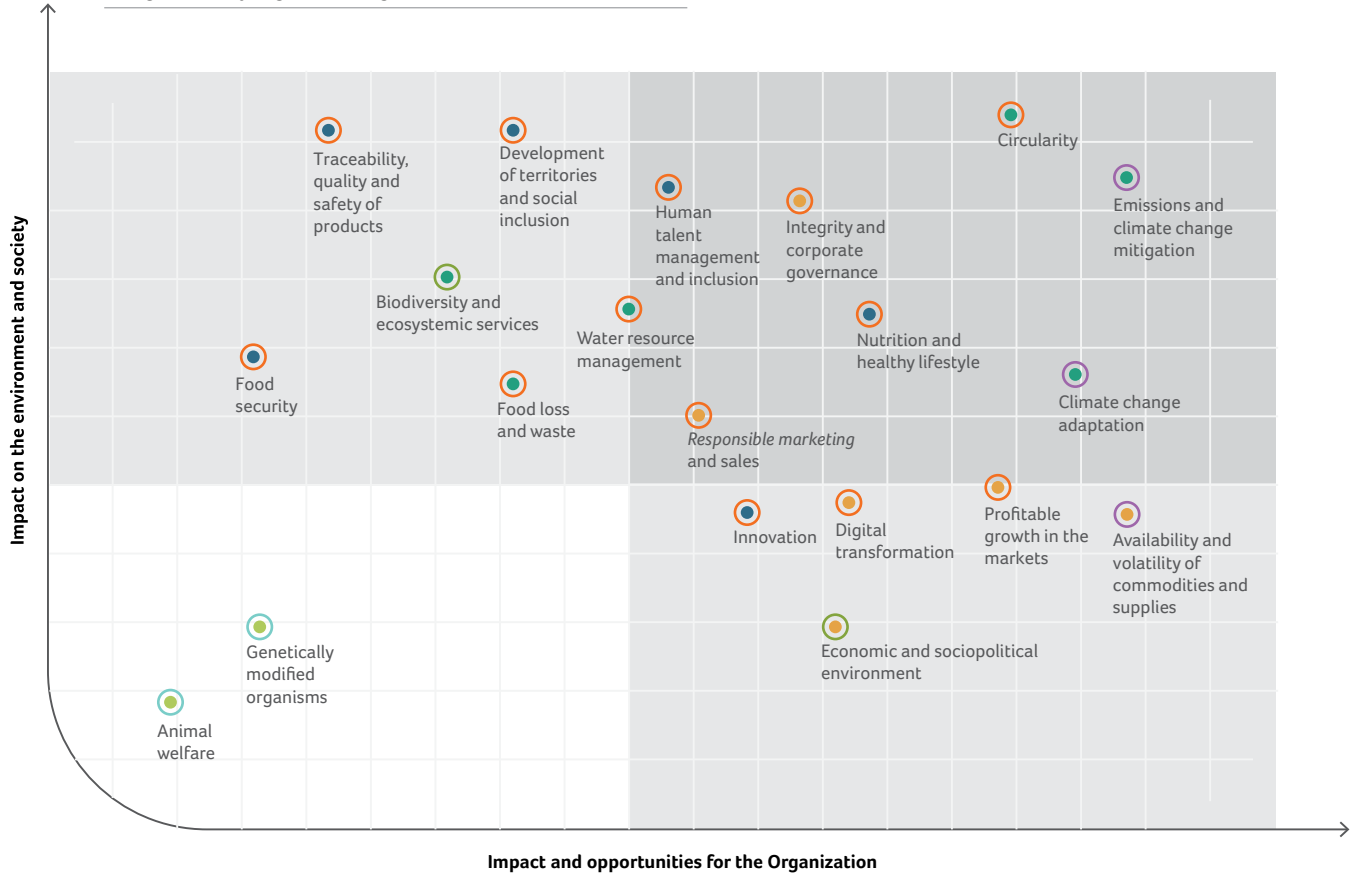 Impact on the environment and society
Traceability,
quality and
safety of
products
Development
of territories
and social
inclusion
Human
talent
management
and inclusion
Integrity and
corporate
governance
Circularity
Emissions and
climate change
mitigation
Biodiversity and
ecosystemic services
Water resource
management
Nutrition and
healthy lifestyle
Food
security
Food loss
and waste
Climate change
adaptation
Responsible marketing
and sales
Innovation
Digital
transformation
Profitable
growth in the
markets
Availability and
volatility of
commodities and
supplies
Genetically
modified
organisms
Economic and sociopolitical
environment
Animal
welfare
Impact and opportunities for the Organization